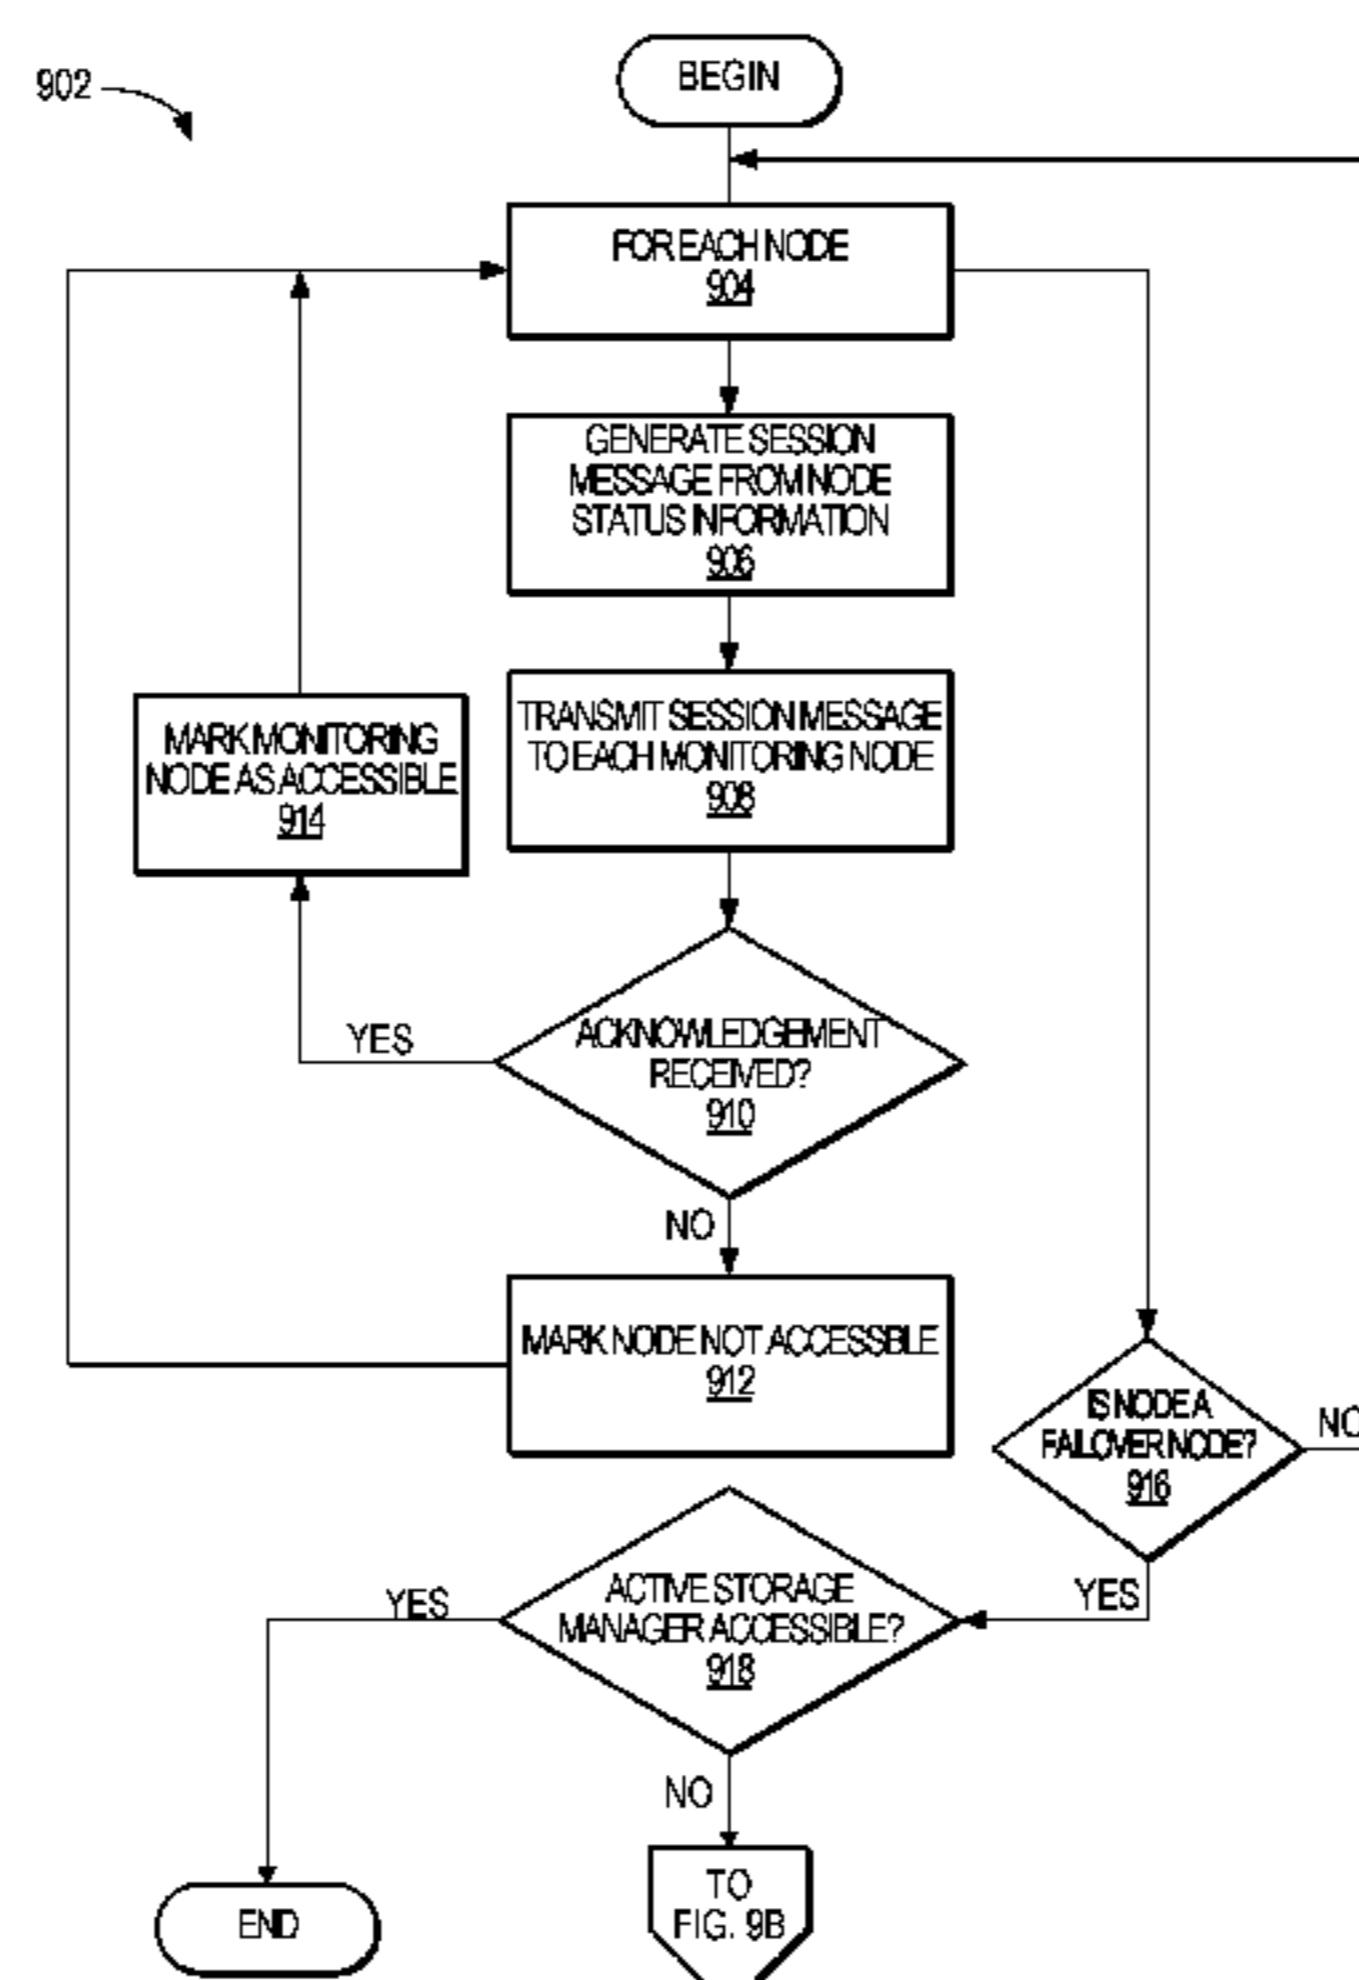 902
BEGIN
FOR EACH NODE
904
GENERATE SESSION
MESSAGE FROM NODE
STATUS INFORMATION
906
TRANSMIT SESSION MESSAGE
TO EACH MONITORING NODE
908
MARK MONITORING
NODE AS ACCESSIBLE
914
YES
ACKNOWLEDGEMENT
RECEIVED?
910
NO
MARK NODE NOT ACCESSIBLE
912
IS NODE A
FAILOVER NODE?
916
NO
YES
ACTIVE STORAGE
MANAGER ACCESSIBLE?
918
YES
NO
END
TO
FIG. 9B